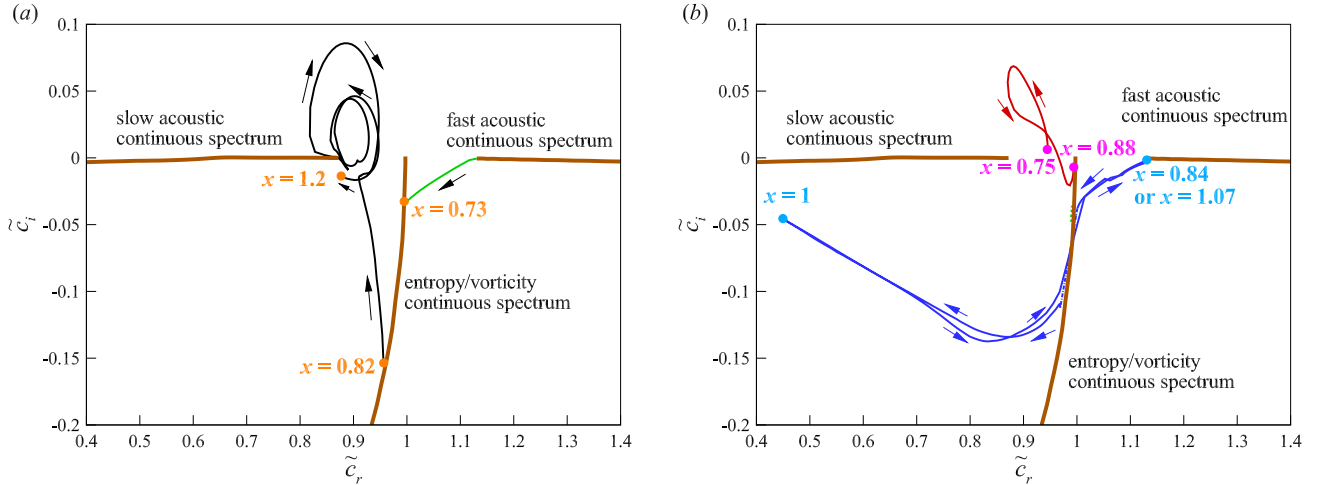 (a)
0.1
0.05
0
-0.05
-0.1
-0.15
-0.2
c̃ᵢ
slow acoustic
continuous spectrum
fast acoustic
continuous spectrum
x = 1.2
x = 0.73
entropy/vorticity
continuous spectrum
x = 0.82
0.4 0.5 0.6 0.7 0.8 0.9 1 1.1 1.2 1.3 1.4
c̃ᵣ
(b)
0.1
0.05
0
-0.05
-0.1
-0.15
-0.2
c̃ᵢ
slow acoustic
continuous spectrum
fast acoustic
continuous spectrum
x = 0.88
x = 0.75
x = 0.84
or x = 1.07
x = 1
entropy/vorticity
continuous spectrum
0.4 0.5 0.6 0.7 0.8 0.9 1 1.1 1.2 1.3 1.4
c̃ᵣ